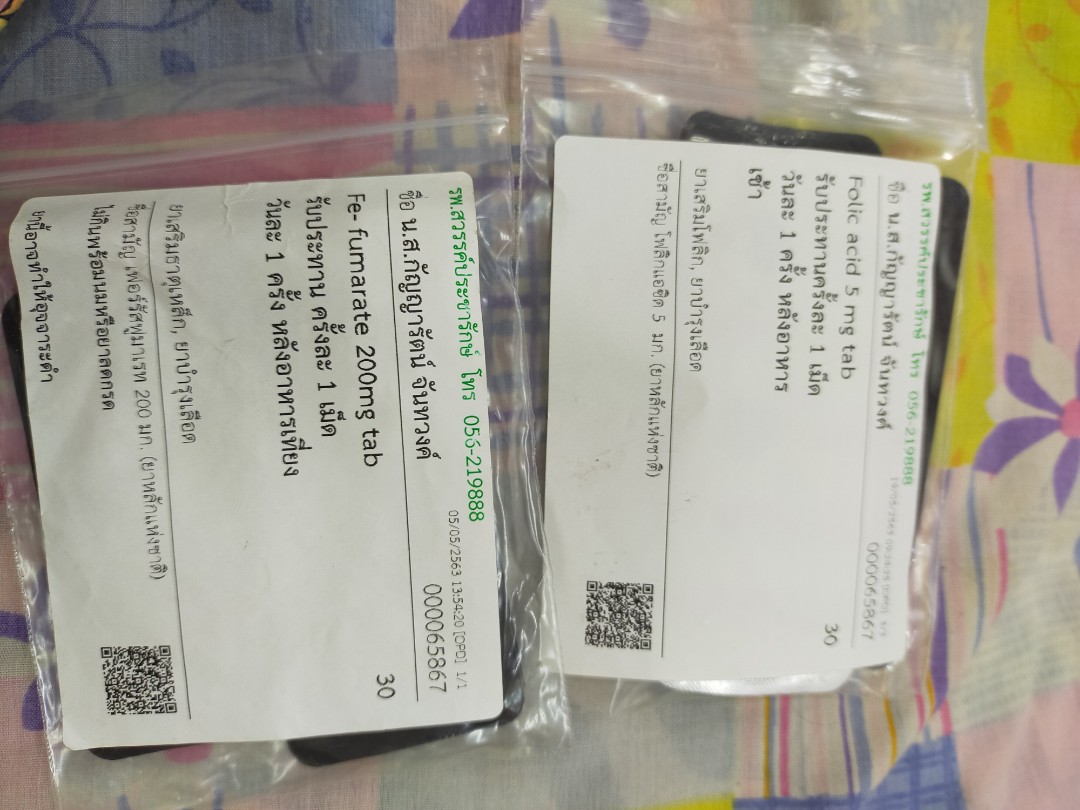 รพ.สวรรค์ประชารักษ์ โทร 056-219888
05/05/2563 13:54:20 [OPD] 1/1
ชื่อ น.ส.กัญญารัตน์ จันทวงค์ 000065867
Fe- fumarate 200mg tab 30
รับประทาน ครั้งละ 1 เม็ด
วันละ 1 ครั้ง หลังอาหารเที่ยง
ยาเสริมธาตุเหล็ก, ยาบำรุงเลือด
ชื่อสามัญ เฟอร์รัสฟูมาเรท 200 มก. (ยาหลักแห่งชาติ)
ไม่กินพร้อมนมหรือยาลดกรด
ยานี้อาจทำให้อุจจาระดำ
รพ.สวรรค์ประชารักษ์ โทร 056-219888
[OPD] 1/1
ชื่อ น.ส.กัญญารัตน์ จันทวงค์ 000065867
Folic acid 5 mg tab 30
รับประทานครั้งละ 1 เม็ด
วันละ 1 ครั้ง หลังอาหาร
เช้า
ยาเสริมโฟลิก, ยาบำรุงเลือด
ชื่อสามัญ โฟลิกแอซิด 5 มก. (ยาหลักแห่งชาติ)